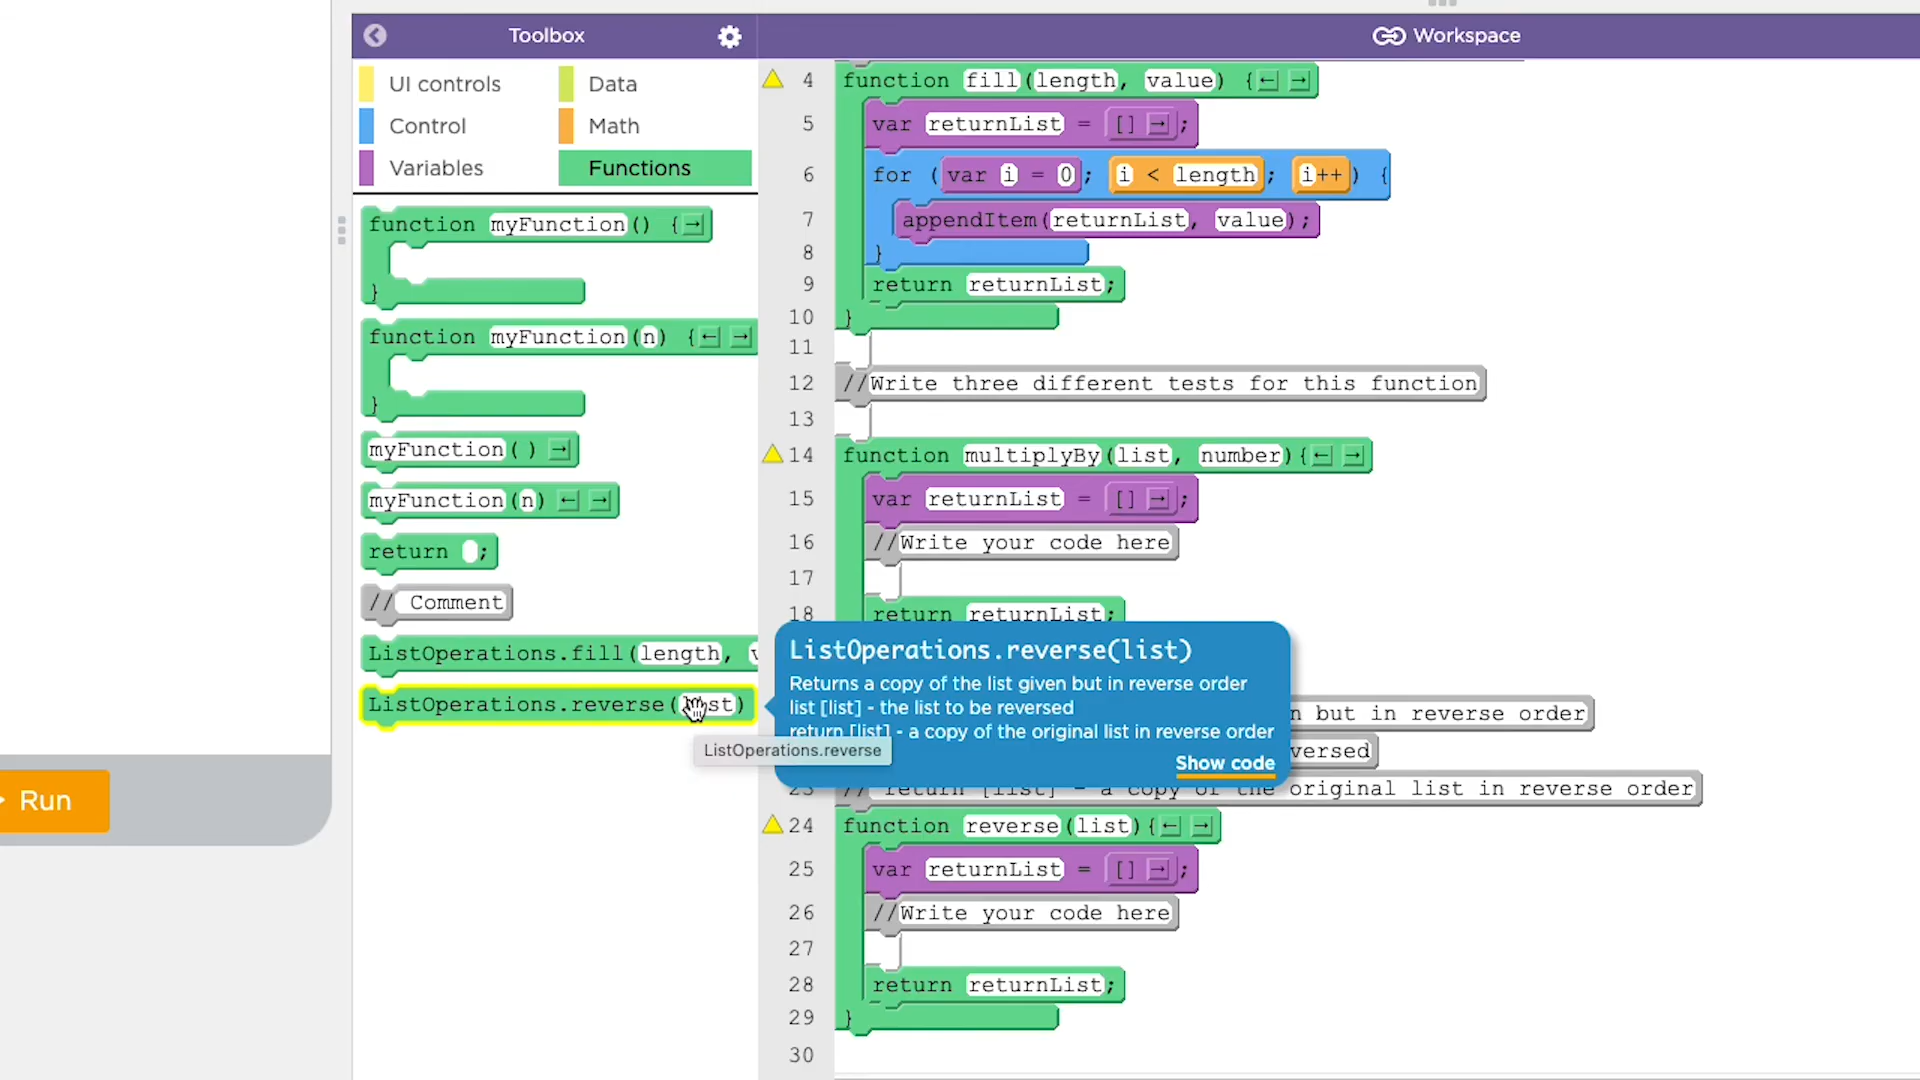 Toolbox
Workspace
UI controls
Data
Control
Math
Variables
Functions
function myFunction() {
}
function myFunction(n) {
}
myFunction()
myFunction(n)
return ;
// Comment
ListOperations.fill(length,
ListOperations.reverse(list)
Run
4 function fill(length, value) {
5 var returnList = [];
6 for (var i = 0; i < length; i++) {
7 appendItem(returnList, value);
8 }
9 return returnList;
10 }
11
12 //Write three different tests for this function
13
14 function multiplyBy(list, number){
15 var returnList = [];
16 //Write your code here
17
18 return returnList;
ListOperations.reverse(list)
Returns a copy of the list given but in reverse order
list [list] - the list to be reversed
return [list] - a copy of the original list in reverse order
Show code
ListOperations.reverse
n but in reverse order
versed
23 // return [list] - a copy of the original list in reverse order
24 function reverse(list){
25 var returnList = [];
26 //Write your code here
27
28 return returnList;
29 }
30